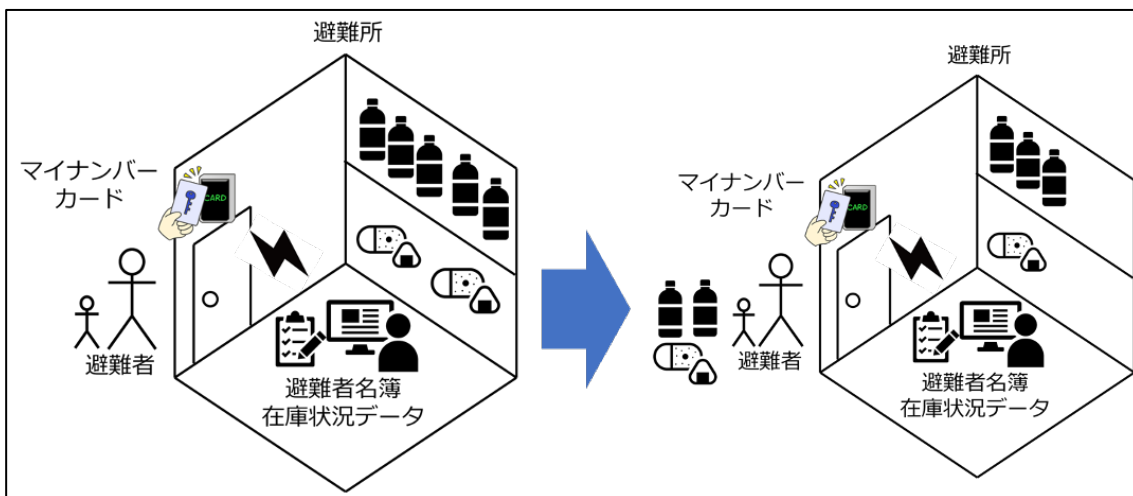 避難所
マイナンバー
カード
CARD
避難者
避難者名簿
在庫状況データ
避難所
マイナンバー
カード
CARD
避難者
避難者名簿
在庫状況データ